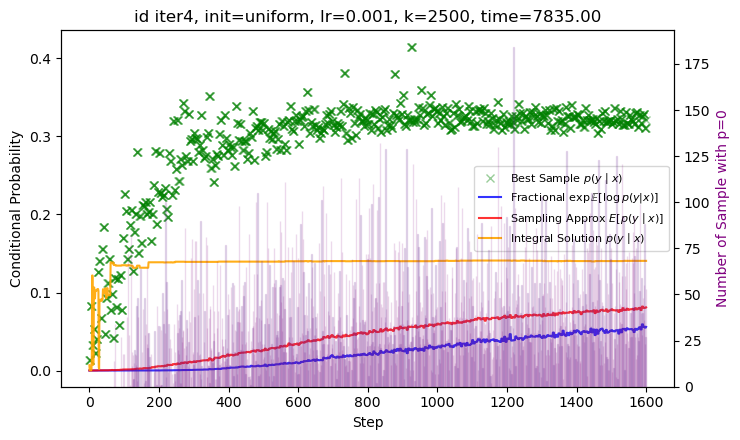 id iter4, init=uniform, lr=0.001, k=2500, time=7835.00
Conditional Probability
0.4
0.3
0.2
0.1
0.0
175
150
125
100
75
50
25
0
Number of Sample with p=0
Best Sample p(y | x)
Fractional exp 𝔼[log p(y|x)]
Sampling Approx E[p(y | x)]
Integral Solution p(y | x)
0 200 400 600 800 1000 1200 1400 1600
Step